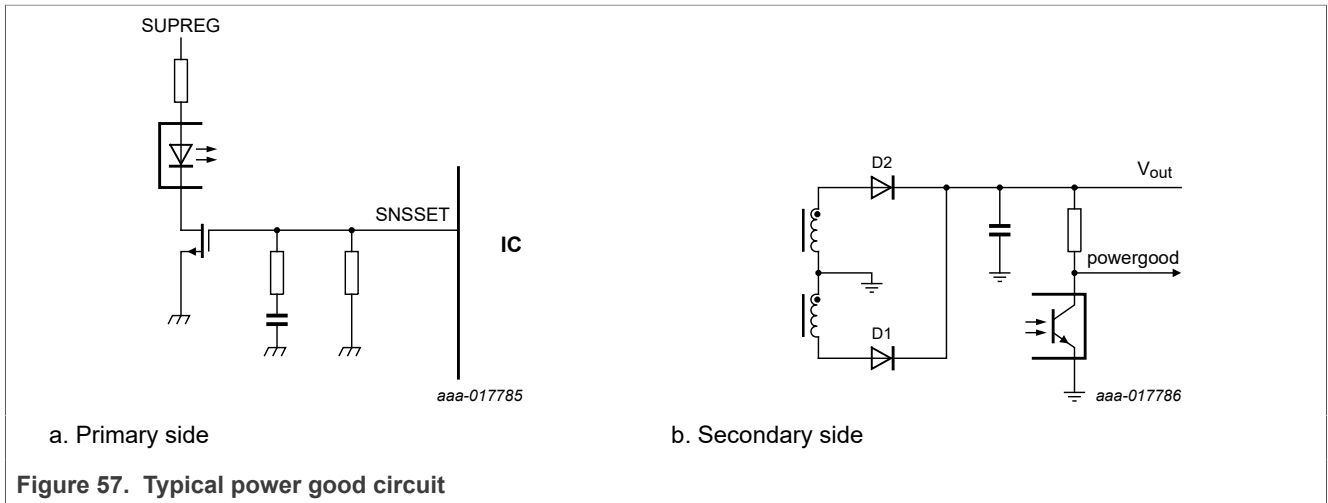 SUPREG
SNSSET
IC
aaa-017785
a. Primary side
D2
Vout
powergood
D1
aaa-017786
b. Secondary side
Figure 57. Typical power good circuit